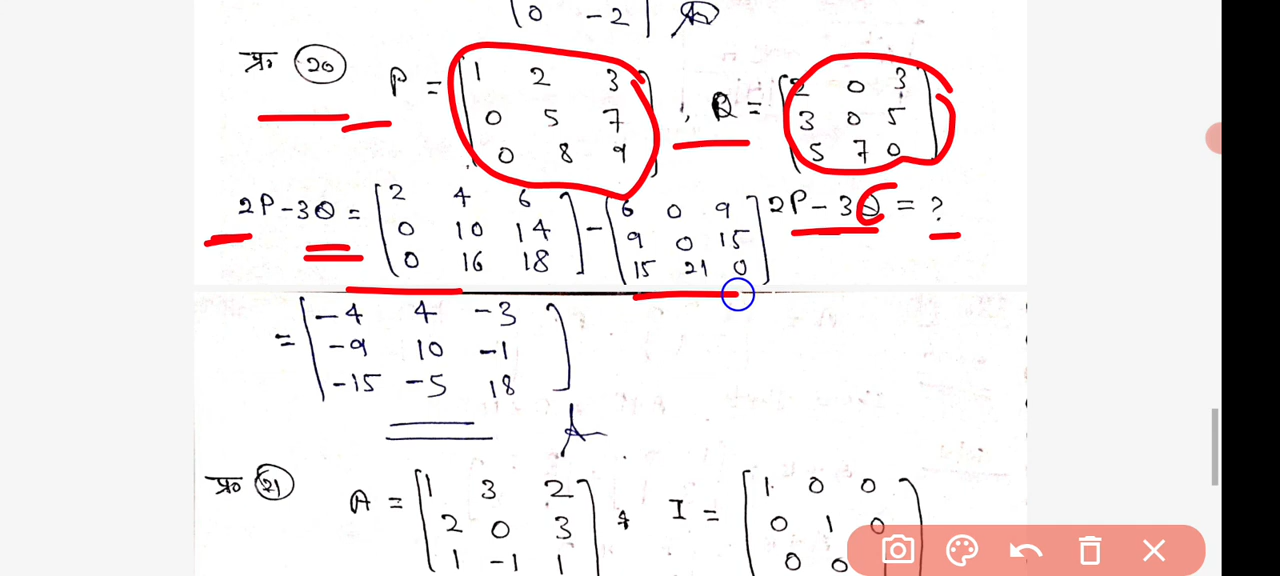 [0 -2]
प्र० 20 P = [1 2 3
0 5 7
0 8 9], Q = [2 0 3
3 0 5
5 7 0]
2P-3Q = ?
2P-3Q = [2 4 6
0 10 14
0 16 18] - [6 0 9
9 0 15
15 21 0]
= [-4 4 -3
-9 10 -1
-15 -5 18]
A
प्र० 21 A = [1 3 2
2 0 3
1 -1 1] & I = [1 0 0
0 1 0
0 0